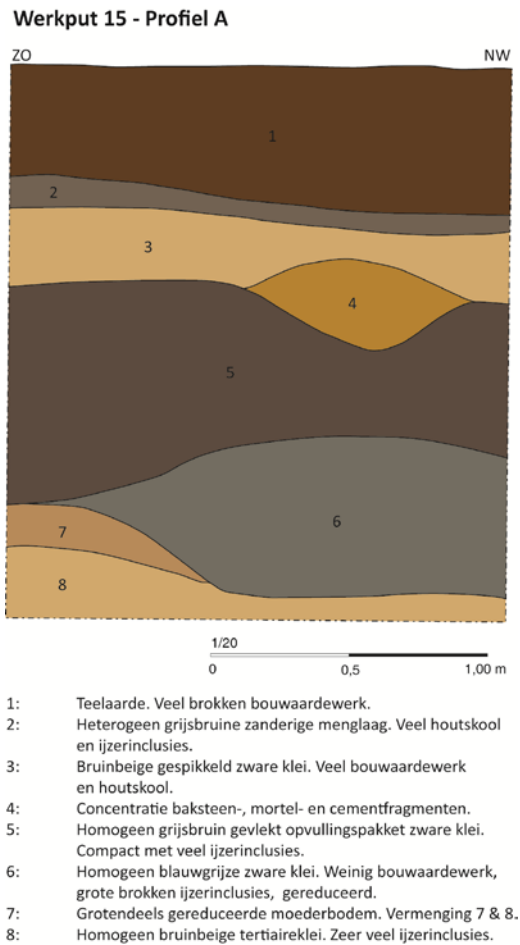 Werkput 15 - Profiel A
ZO NW
1
2
3
4
5
6
7
8
1/20
0 0,5 1,00 m
1: Teelaarde. Veel brokken bouwaardewerk.
2: Heterogeen grijsbruine zanderige menglaag. Veel houtskool
en ijzerinclusies.
3: Bruinbeige gespikkeld zware klei. Veel bouwaardewerk
en houtskool.
4: Concentratie baksteen-, mortel- en cementfragmenten.
5: Homogeen grijsbruin gevlekt opvullingspakket zware klei.
Compact met veel ijzerinclusies.
6: Homogeen blauwgrijze zware klei. Weinig bouwaardewerk,
grote brokken ijzerinclusies, gereduceerd.
7: Grotendeels gereduceerde moederbodem. Vermenging 7 & 8.
8: Homogeen bruinbeige tertiaireklei. Zeer veel ijzerinclusies.